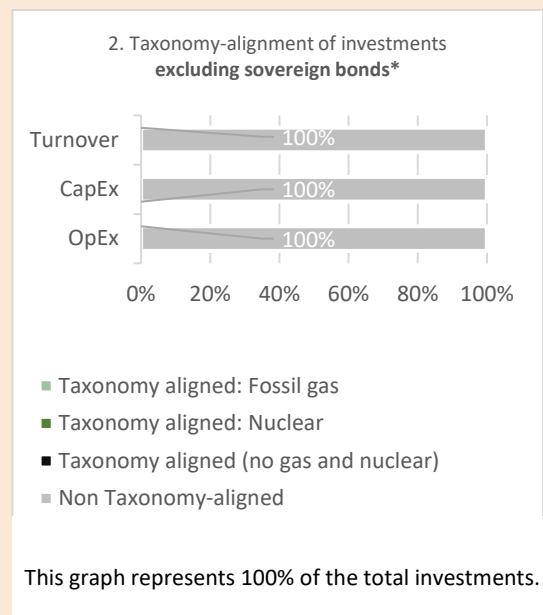 2. Taxonomy-alignment of investments
excluding sovereign bonds*
Turnover
100%
CapEx
100%
OpEx
100%
0% 20% 40% 60% 80% 100%
Taxonomy aligned: Fossil gas
Taxonomy aligned: Nuclear
Taxonomy aligned (no gas and nuclear)
Non Taxonomy-aligned
This graph represents 100% of the total investments.